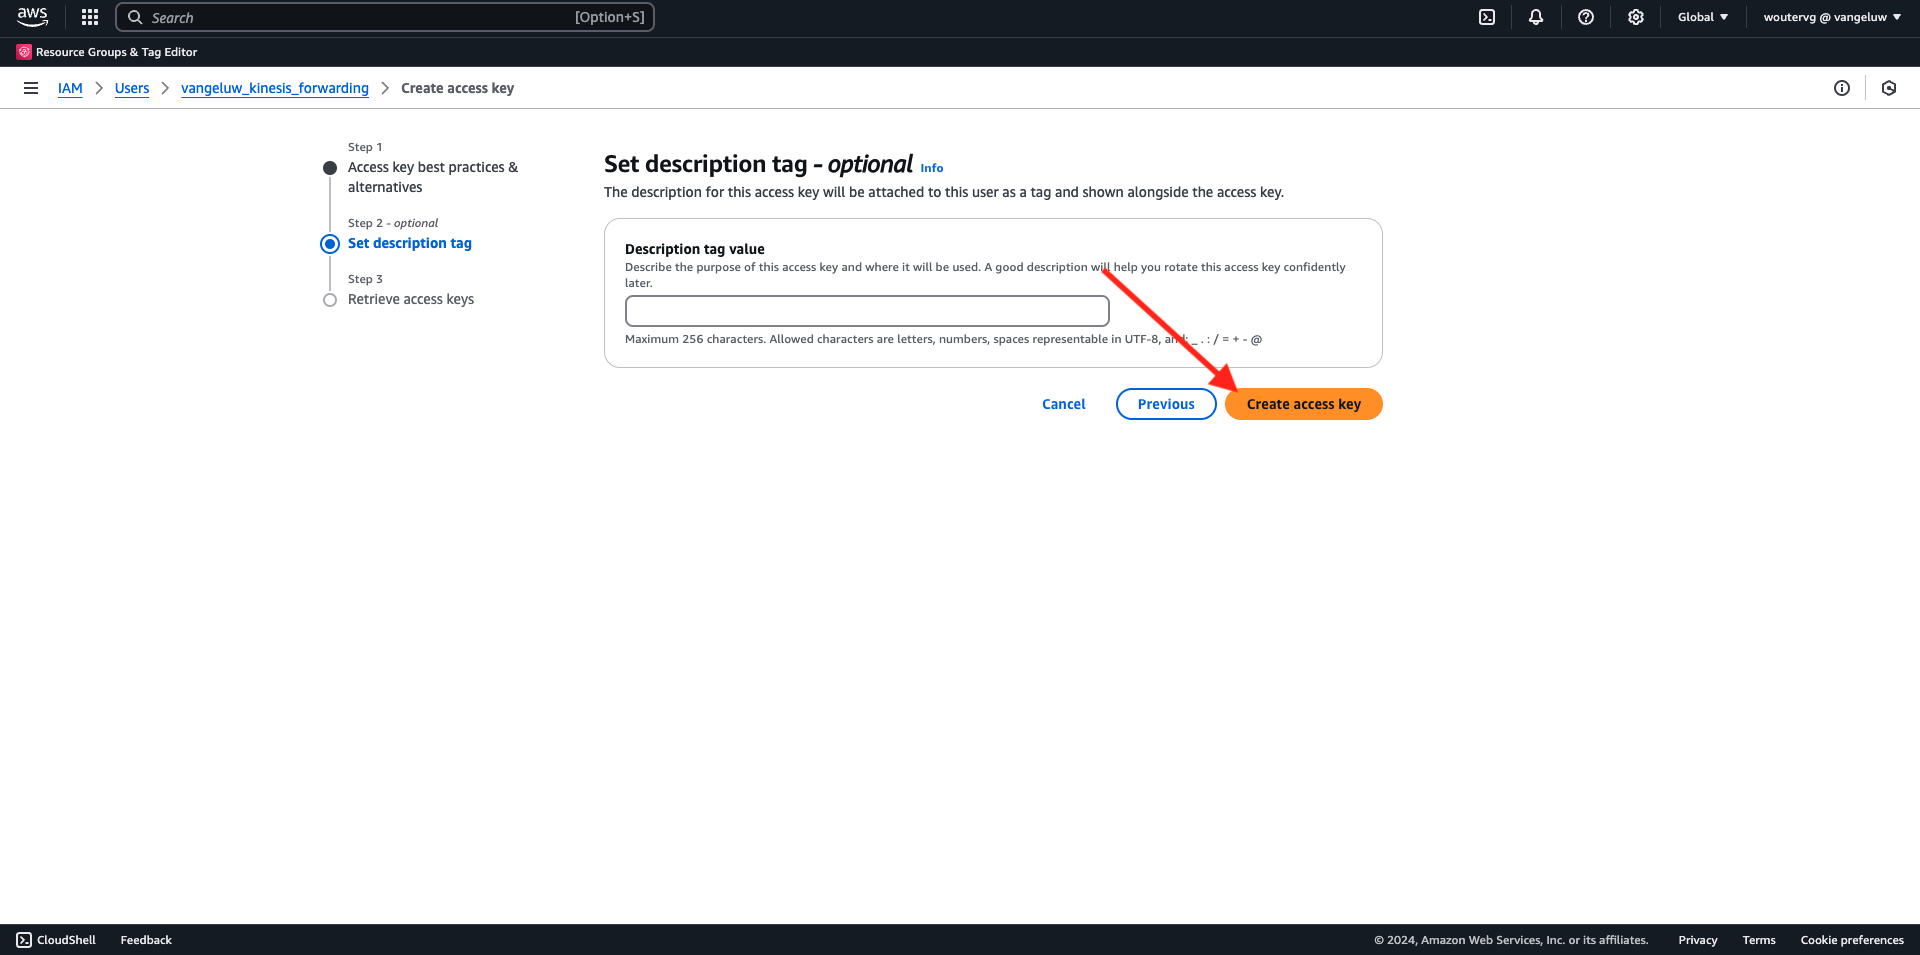 aws
Search [Option+S]
Global
woutervg @ vangeluw
Resource Groups & Tag Editor
IAM
Users
vangeluw_kinesis_forwarding
Create access key
Step 1
Access key best practices &
alternatives
Step 2 - optional
Set description tag
Step 3
Retrieve access keys
Set description tag - optional Info
The description for this access key will be attached to this user as a tag and shown alongside the access key.
Description tag value
Describe the purpose of this access key and where it will be used. A good description will help you rotate this access key confidently
later.
Maximum 256 characters. Allowed characters are letters, numbers, spaces representable in UTF-8, and: _ . : / = + - @
Cancel
Previous
Create access key
CloudShell
Feedback
© 2024, Amazon Web Services, Inc. or its affiliates.
Privacy
Terms
Cookie preferences